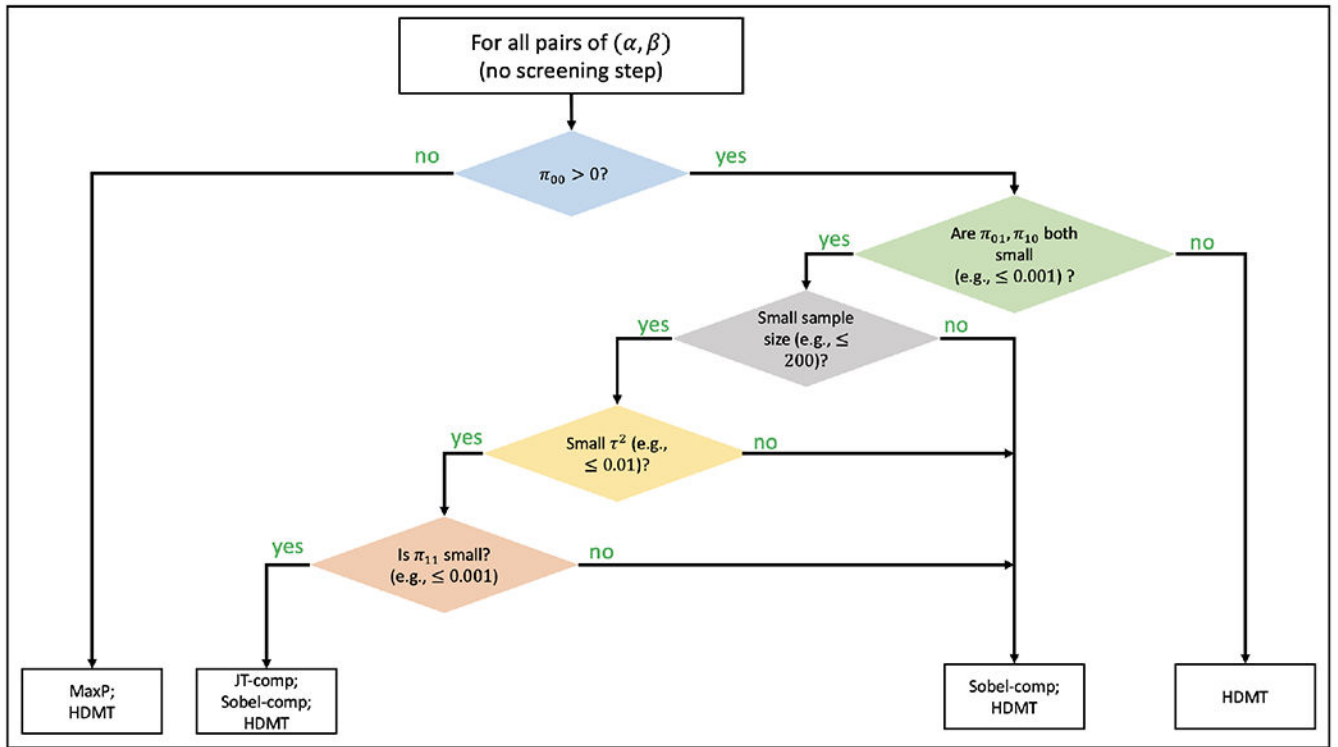 For all pairs of (α, β)
(no screening step)
no
yes
π₀₀ > 0?
Are π₀₁, π₁₀ both
small
(e.g., ≤ 0.001) ?
yes
no
Small sample
size (e.g., ≤
200)?
yes
no
Small τ² (e.g.,
≤ 0.01)?
yes
no
Is π₁₁ small?
(e.g., ≤ 0.001)
yes
no
MaxP;
HDMT
JT-comp;
Sobel-comp;
HDMT
Sobel-comp;
HDMT
HDMT